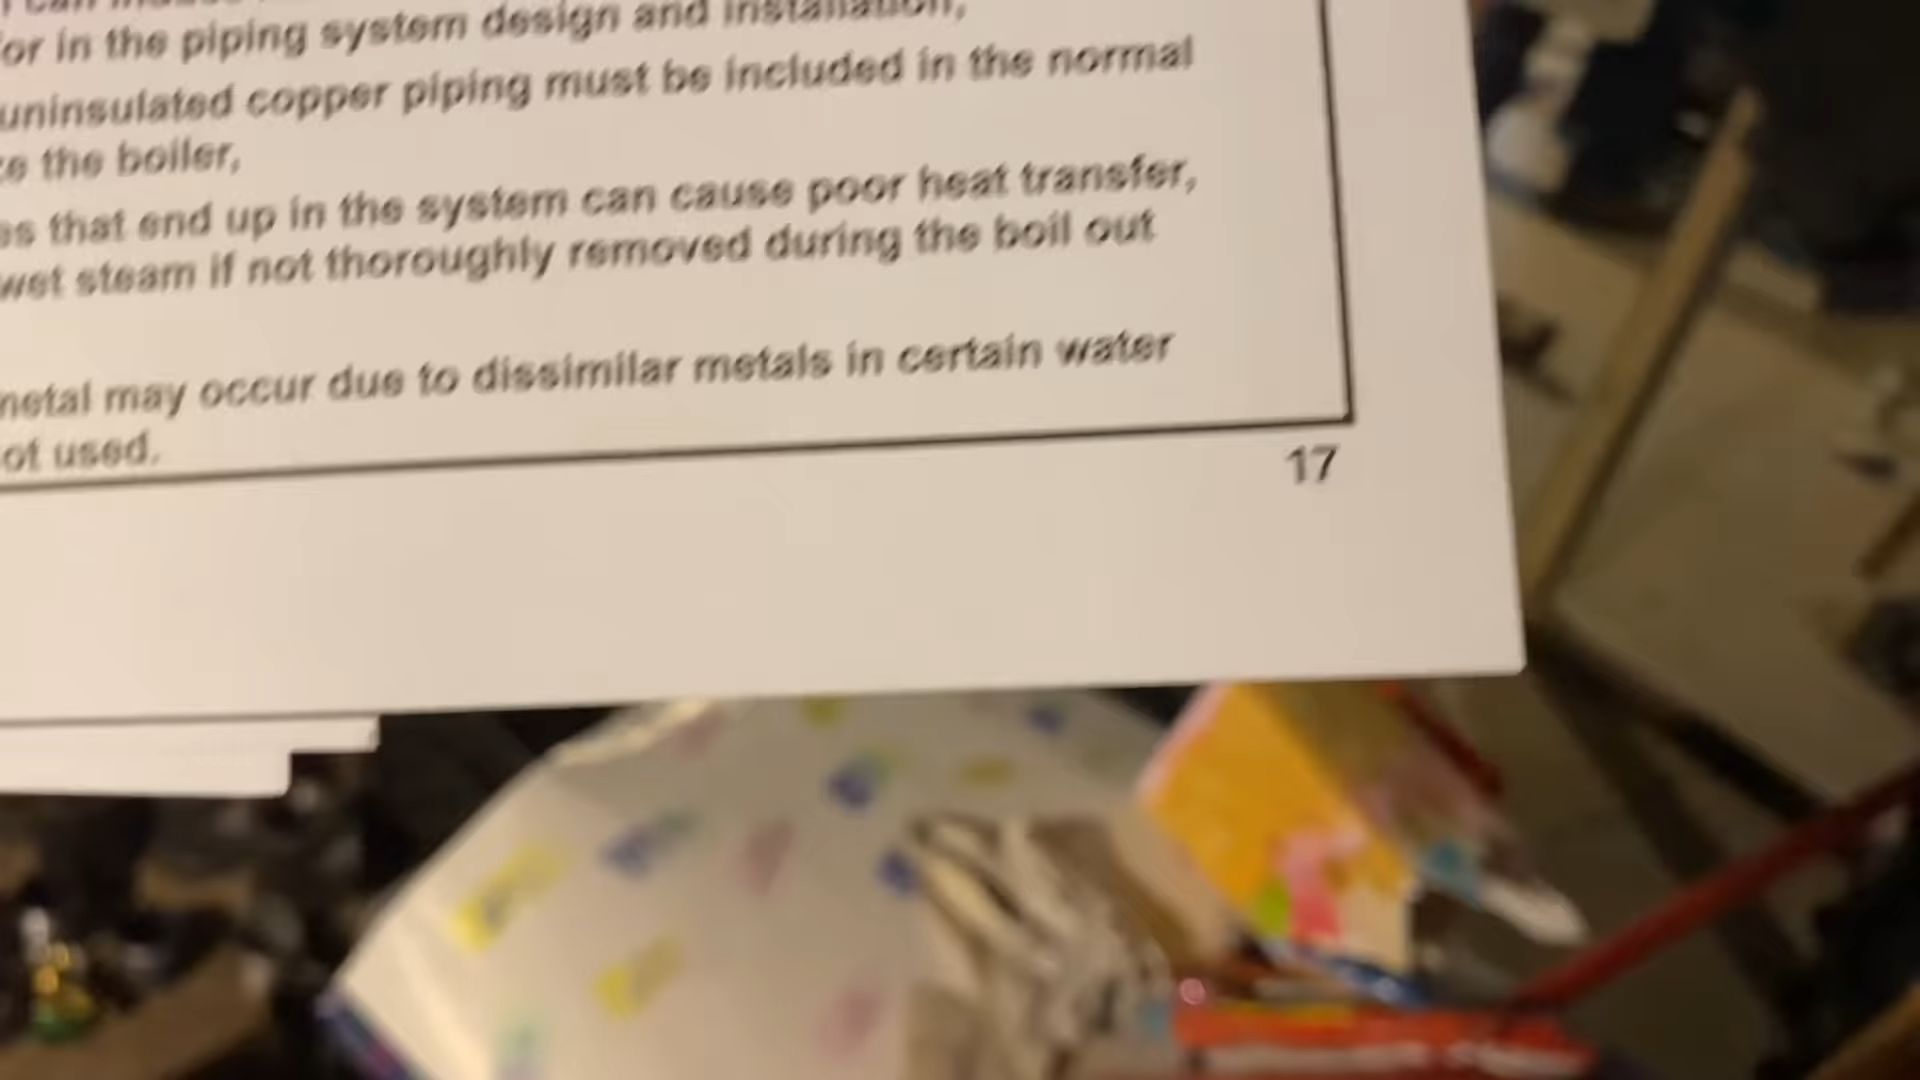 or in the piping system design and installation,
uninsulated copper piping must be included in the normal
the boiler,
that end up in the system can cause poor heat transfer,
wet steam if not thoroughly removed during the boil out
metal may occur due to dissimilar metals in certain water
ot used.
17